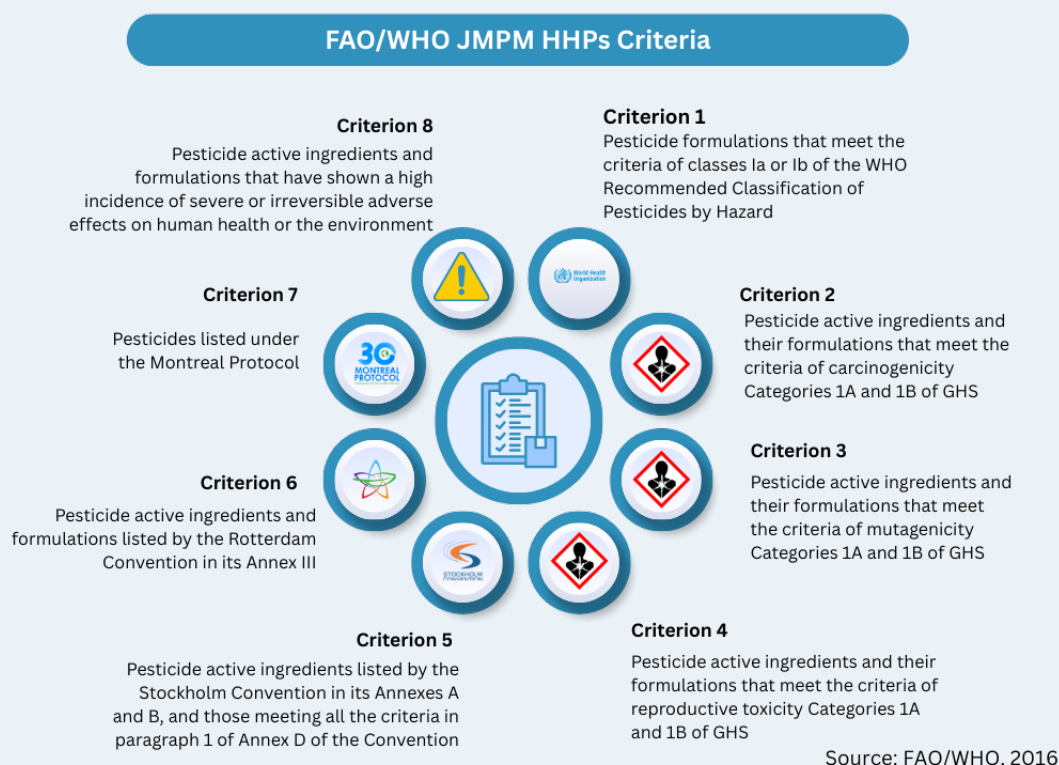 FAO/WHO JMPM HHPs Criteria
Criterion 1
Pesticide formulations that meet the
criteria of classes Ia or Ib of the WHO
Recommended Classification of
Pesticides by Hazard
Criterion 2
Pesticide active ingredients and
their formulations that meet the
criteria of carcinogenicity
Categories 1A and 1B of GHS
Criterion 3
Pesticide active ingredients and
their formulations that meet
the criteria of mutagenicity
Categories 1A and 1B of GHS
Criterion 4
Pesticide active ingredients and their
formulations that meet the criteria of
reproductive toxicity Categories 1A
and 1B of GHS
Criterion 5
Pesticide active ingredients listed by the
Stockholm Convention in its Annexes A
and B, and those meeting all the criteria in
paragraph 1 of Annex D of the Convention
Criterion 6
Pesticide active ingredients and
formulations listed by the Rotterdam
Convention in its Annex III
Criterion 7
Pesticides listed under
the Montreal Protocol
Criterion 8
Pesticide active ingredients and
formulations that have shown a high
incidence of severe or irreversible adverse
effects on human health or the environment
World Health
Organization
30
MONTREAL
PROTOCOL
STOCKHOLM
CONVENTION
Source: FAO/WHO, 2016